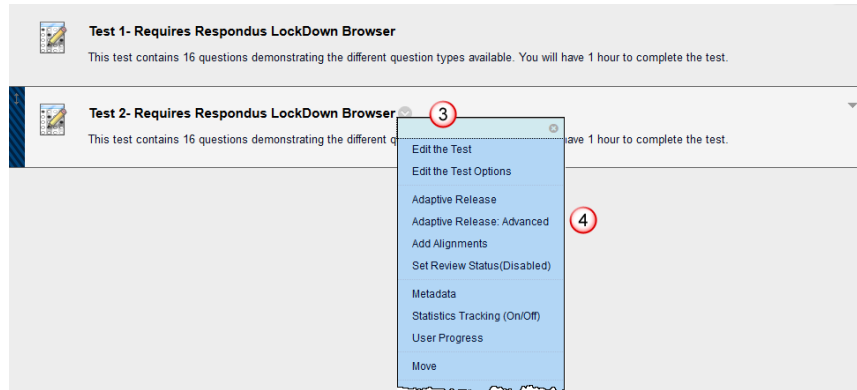 Test 1- Requires Respondus LockDown Browser
This test contains 16 questions demonstrating the different question types available. You will have 1 hour to complete the test.
Test 2- Requires Respondus LockDown Browser
3
This test contains 16 questions demonstrating the different q
ave 1 hour to complete the test.
Edit the Test
Edit the Test Options
Adaptive Release
Adaptive Release: Advanced
4
Add Alignments
Set Review Status(Disabled)
Metadata
Statistics Tracking (On/Off)
User Progress
Move